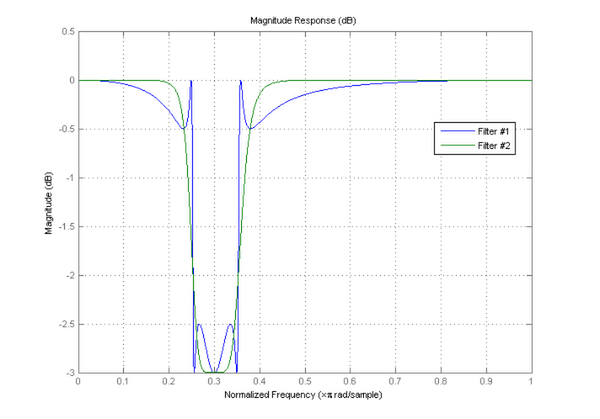 Magnitude Response (dB)
0.5
0
-0.5
-1
-1.5
-2
-2.5
-3
Magnitude (dB)
Filter #1
Filter #2
0 0.1 0.2 0.3 0.4 0.5 0.6 0.7 0.8 0.9 1
Normalized Frequency (×π rad/sample)